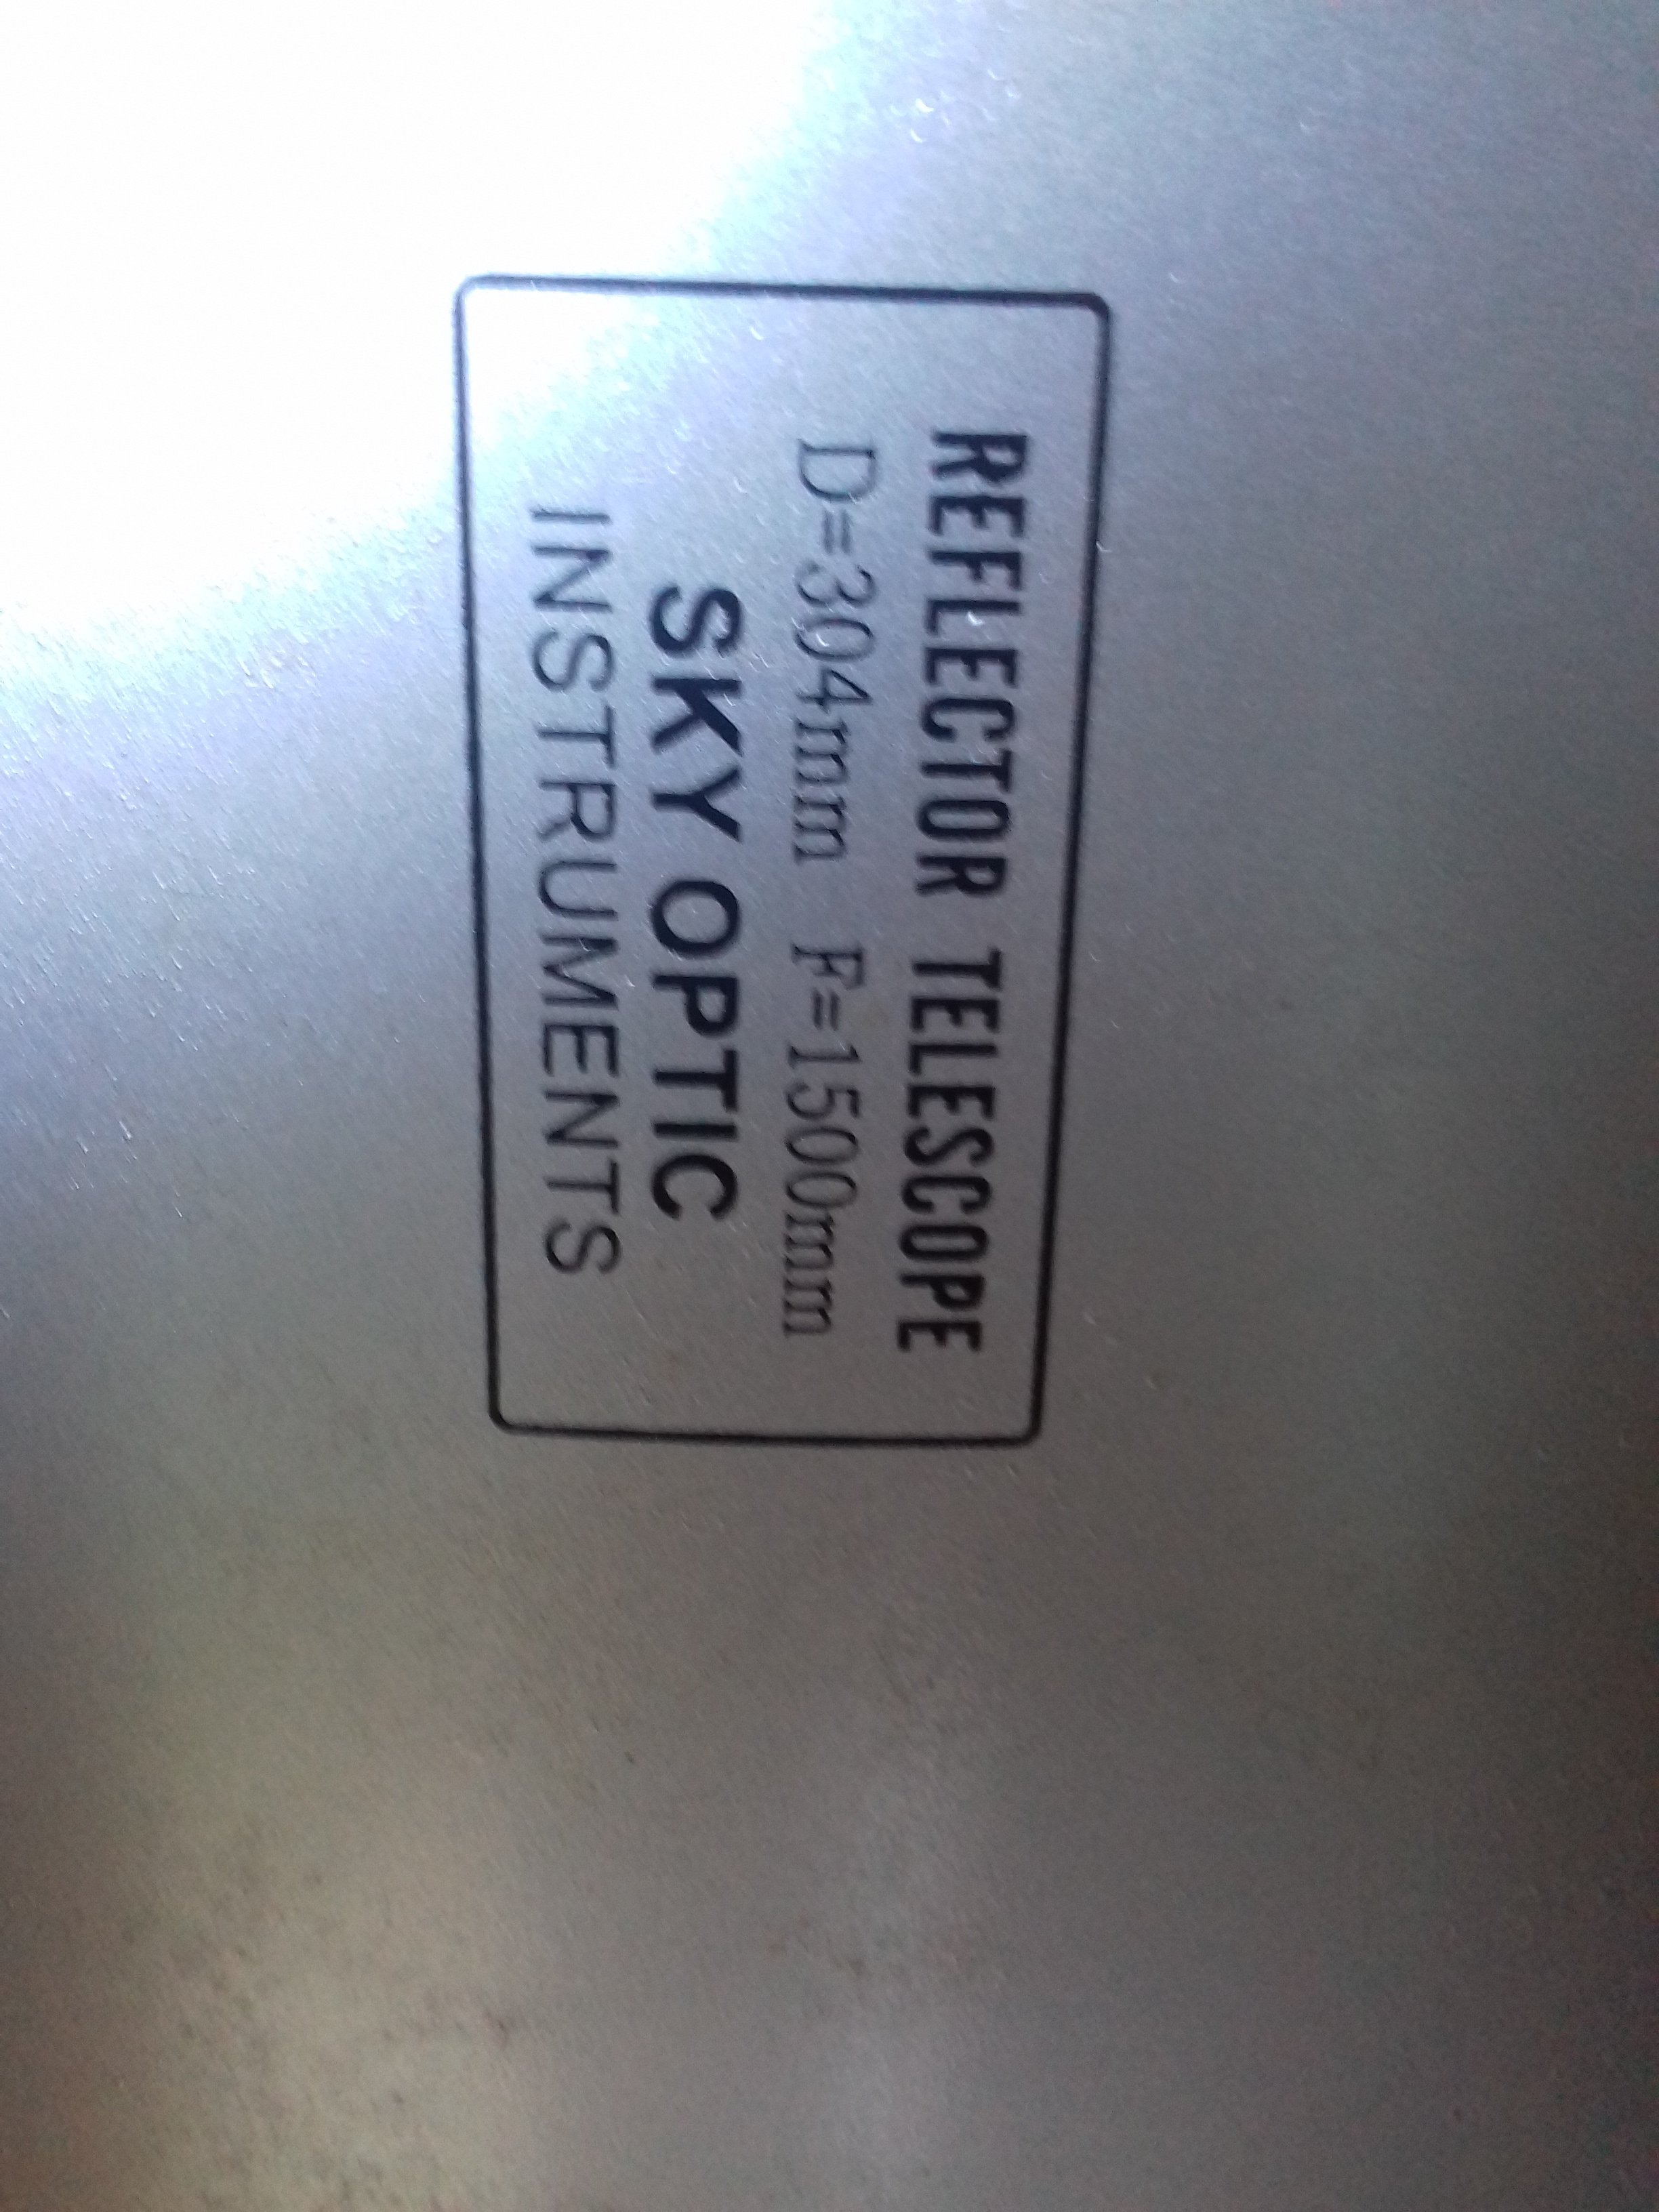 REFLECTOR TELESCOPE
D=304mm F=1500mm
SKY OPTIC
INSTRUMENTS